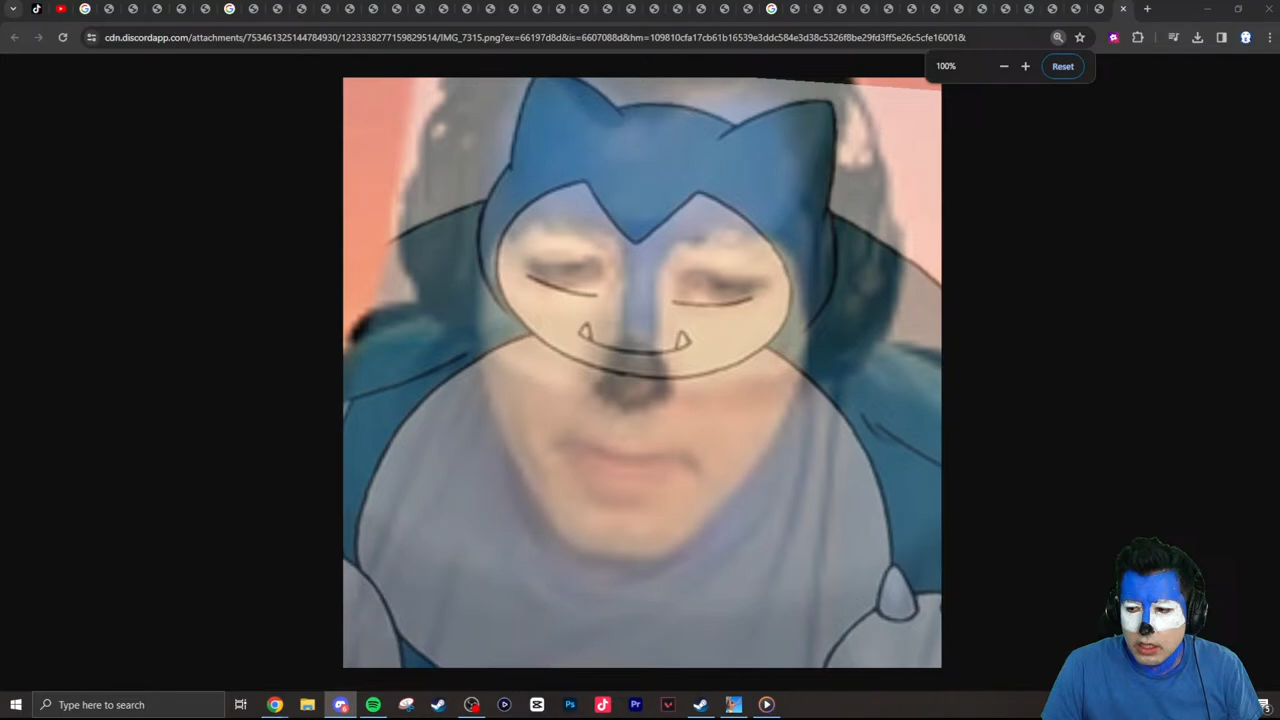 cdn.discordapp.com/attachments/753461325144784930/1223338277159829514/IMG_7315.png?ex=66197d8d&is=6607088d&hm=109810cfa17cb61b16539e3ddc584e3d38c5326f8be29fd3ff5e26c5cfe16001&
100%
Reset
Type here to search